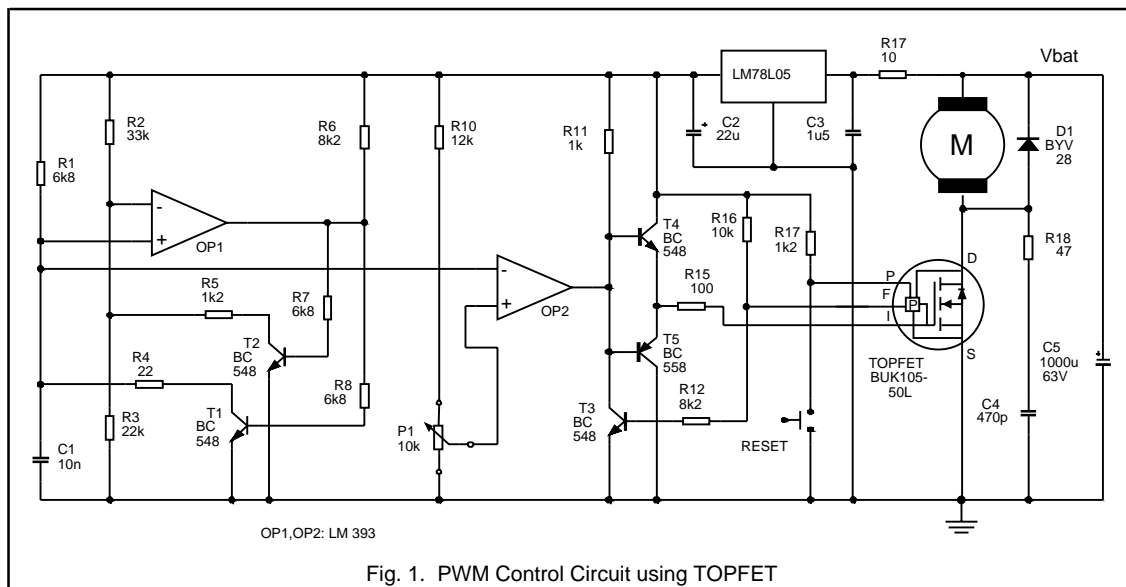 R17
10
Vbat
LM78L05
R2
33k
R6
8k2
R10
12k
R11
1k
C2
22u
+
C3
1u5
M
D1
BYV
28
R1
6k8
-
+
OP1
T4
BC
548
R16
10k
R17
1k2
R18
47
R5
1k2
R7
6k8
-
+
OP2
R15
100
P
F
I
P
D
S
T2
BC
548
T5
BC
558
TOPFET
BUK105-
50L
C5
1000u
63V
+
R4
22
R8
6k8
R12
8k2
C4
470p
R3
22k
T1
BC
548
P1
10k
T3
BC
548
RESET
C1
10n
OP1,OP2: LM 393
Fig. 1. PWM Control Circuit using TOPFET